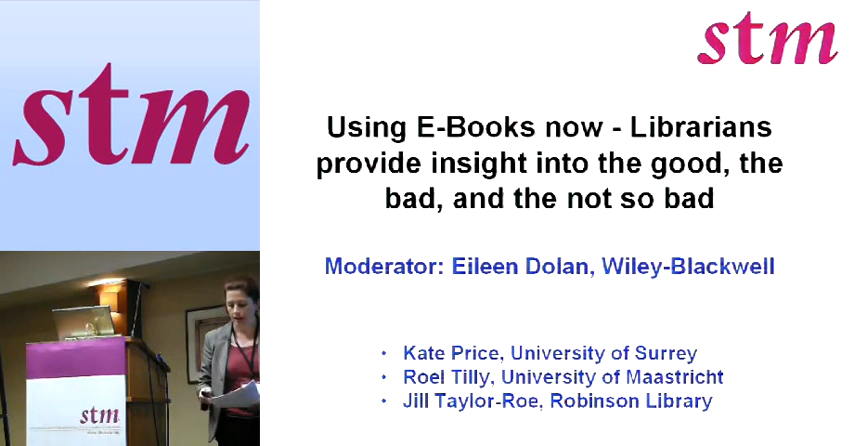 stm
stm
Using E-Books now - Librarians
provide insight into the good, the
bad, and the not so bad
Moderator: Eileen Dolan, Wiley-Blackwell
• Kate Price, University of Surrey
• Roel Tilly, University of Maastricht
• Jill Taylor-Roe, Robinson Library
stm